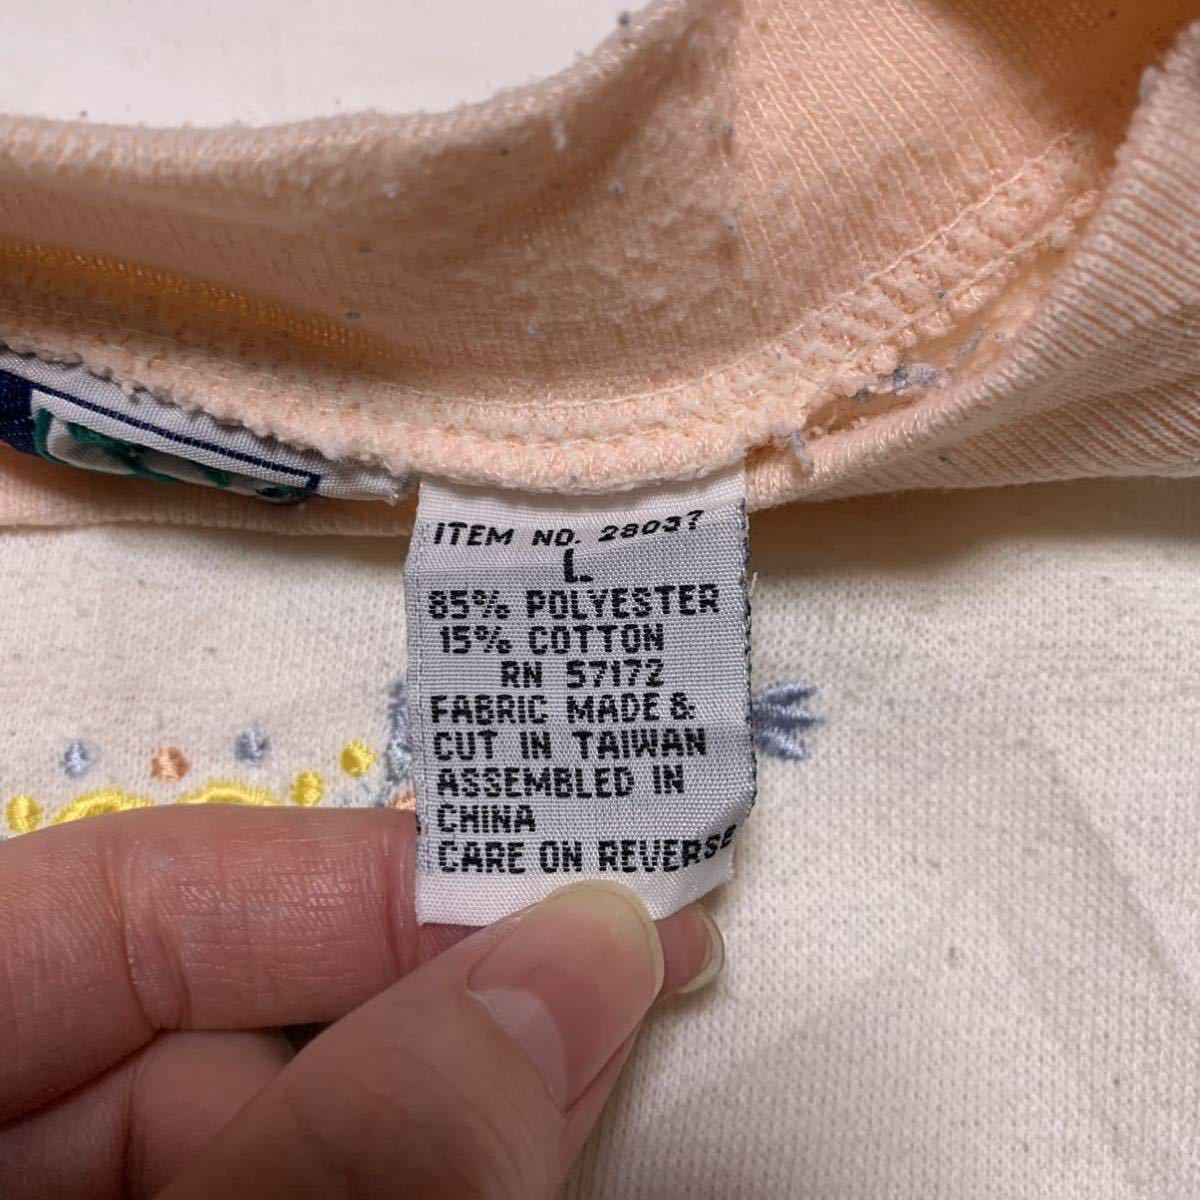 ITEM NO. 28037
L
85% POLYESTER
15% COTTON
RN 57172
FABRIC MADE &
CUT IN TAIWAN
ASSEMBLED IN
CHINA
CARE ON REVERSE